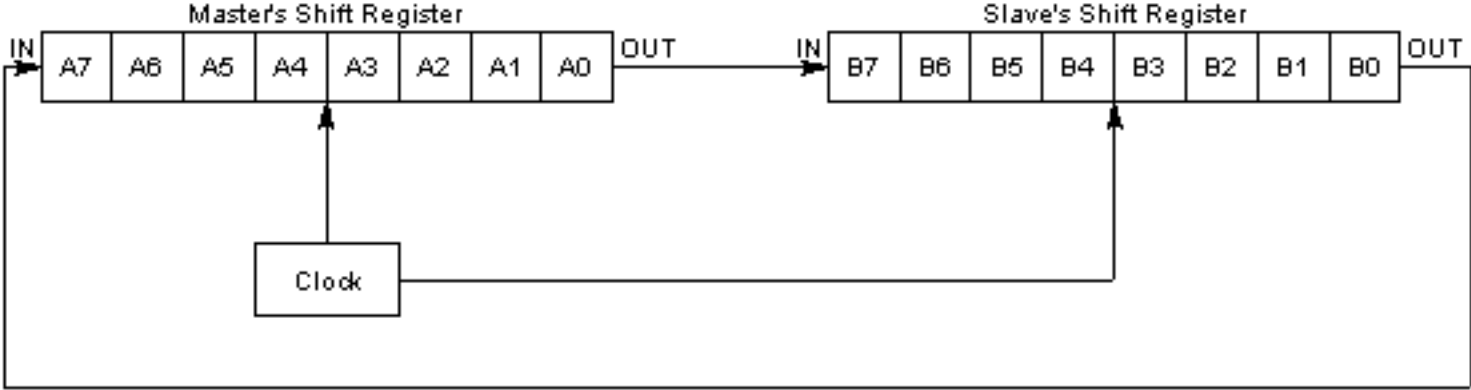 Master's Shift Register
Slave's Shift Register
IN A7 A6 A5 A4 A3 A2 A1 A0 OUT
IN B7 B6 B5 B4 B3 B2 B1 B0 OUT
Clock